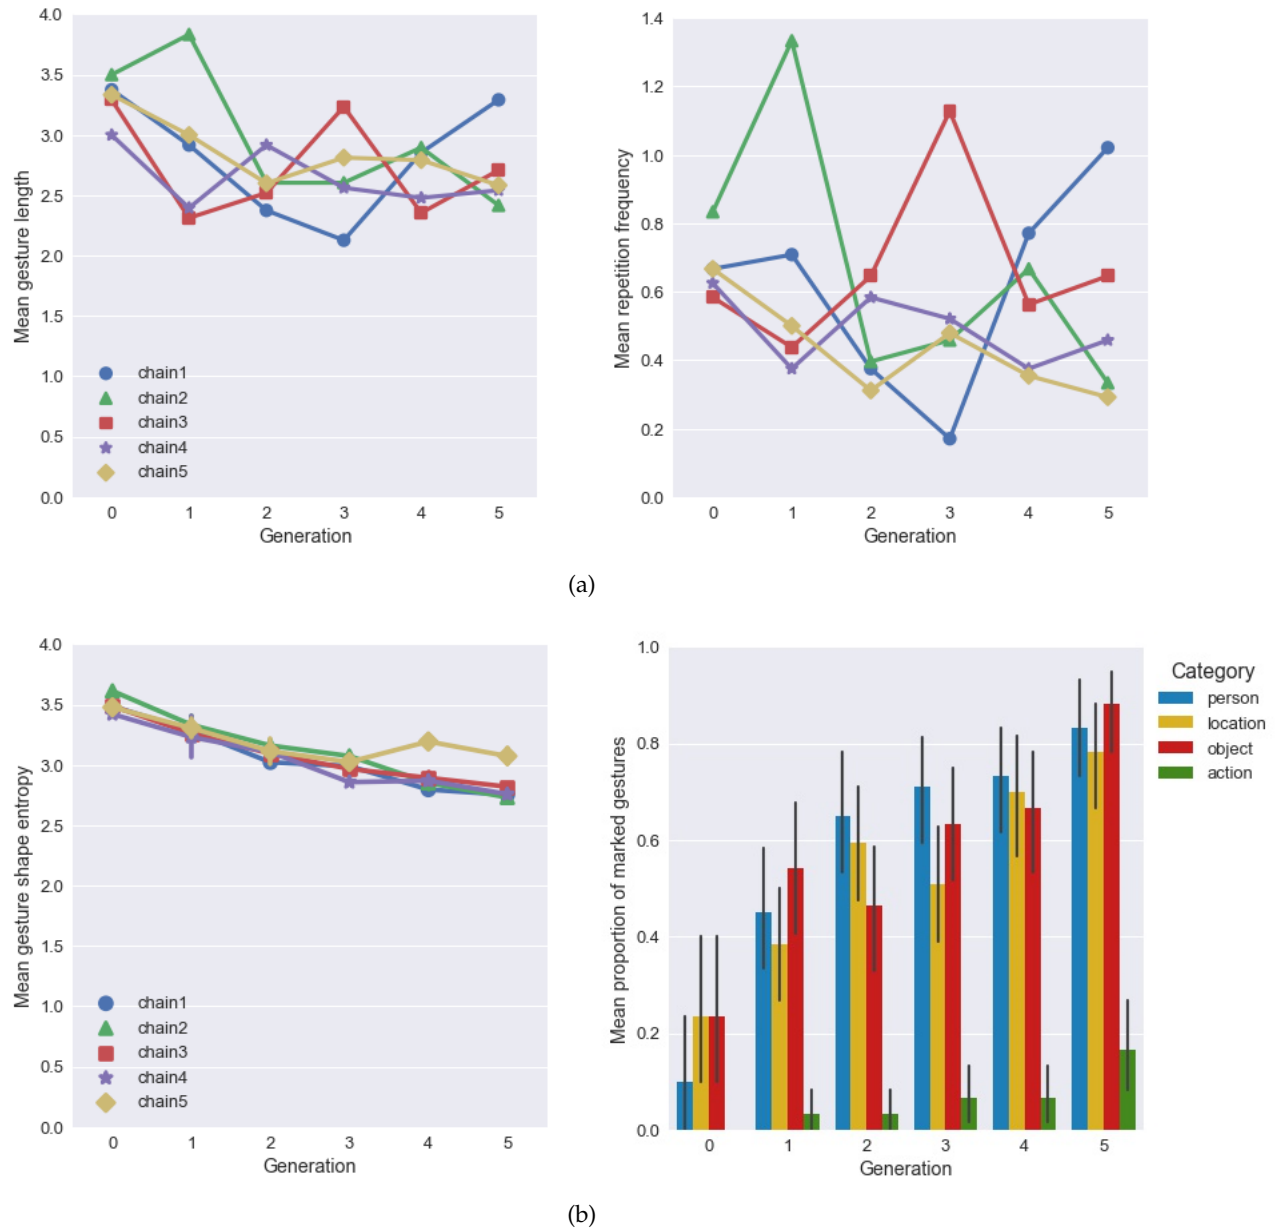 4.0
3.5
3.0
2.5
2.0
1.5
1.0
0.5
0.0
Mean gesture length
chain1
chain2
chain3
chain4
chain5
0 1 2 3 4 5
Generation
1.4
1.2
1.0
0.8
0.6
0.4
0.2
0.0
Mean repetition frequency
0 1 2 3 4 5
Generation
(a)
4.0
3.5
3.0
2.5
2.0
1.5
1.0
0.5
0.0
Mean gesture shape entropy
chain1
chain2
chain3
chain4
chain5
0 1 2 3 4 5
Generation
1.0
0.8
0.6
0.4
0.2
0.0
Mean proportion of marked gestures
0 1 2 3 4 5
Generation
Category
person
location
object
action
(b)